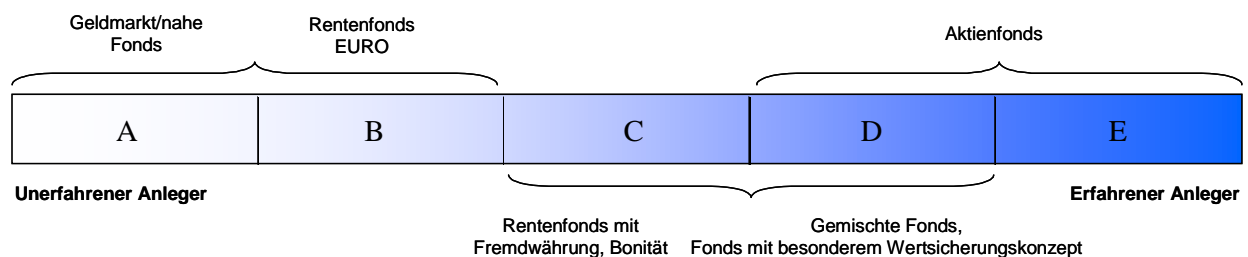 Geldmarkt/nahe
Fonds
Rentenfonds
EURO
Aktienfonds
A
B
C
D
E
Unerfahrener Anleger
Erfahrener Anleger
Rentenfonds mit
Fremdwährung, Bonität
Gemischte Fonds,
Fonds mit besonderem Wertsicherungskonzept